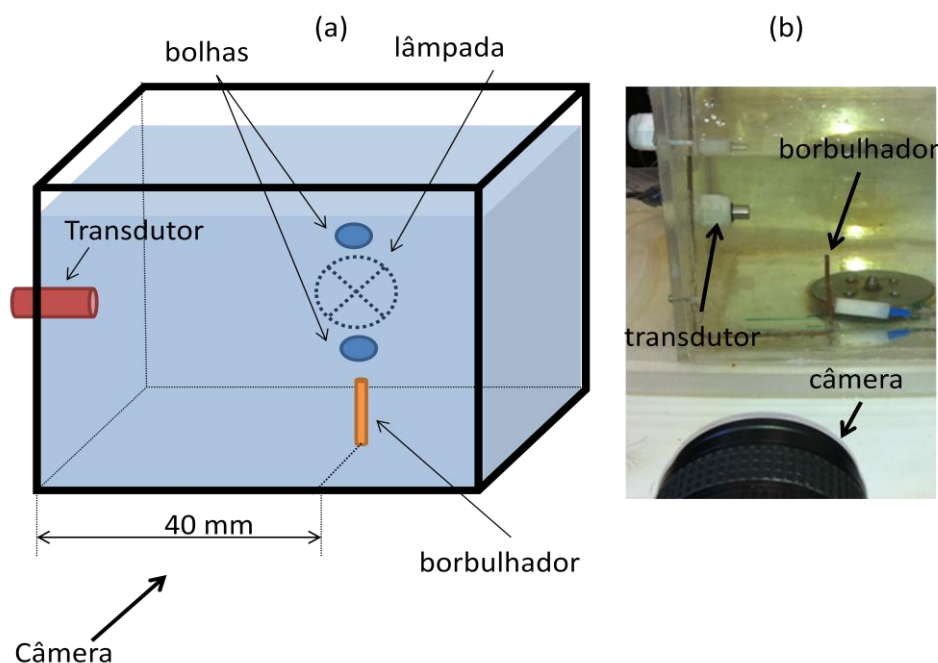 (a)
bolhas
lâmpada
Transdutor
40 mm
borbulhador
Câmera
(b)
borbulhador
transdutor
câmera